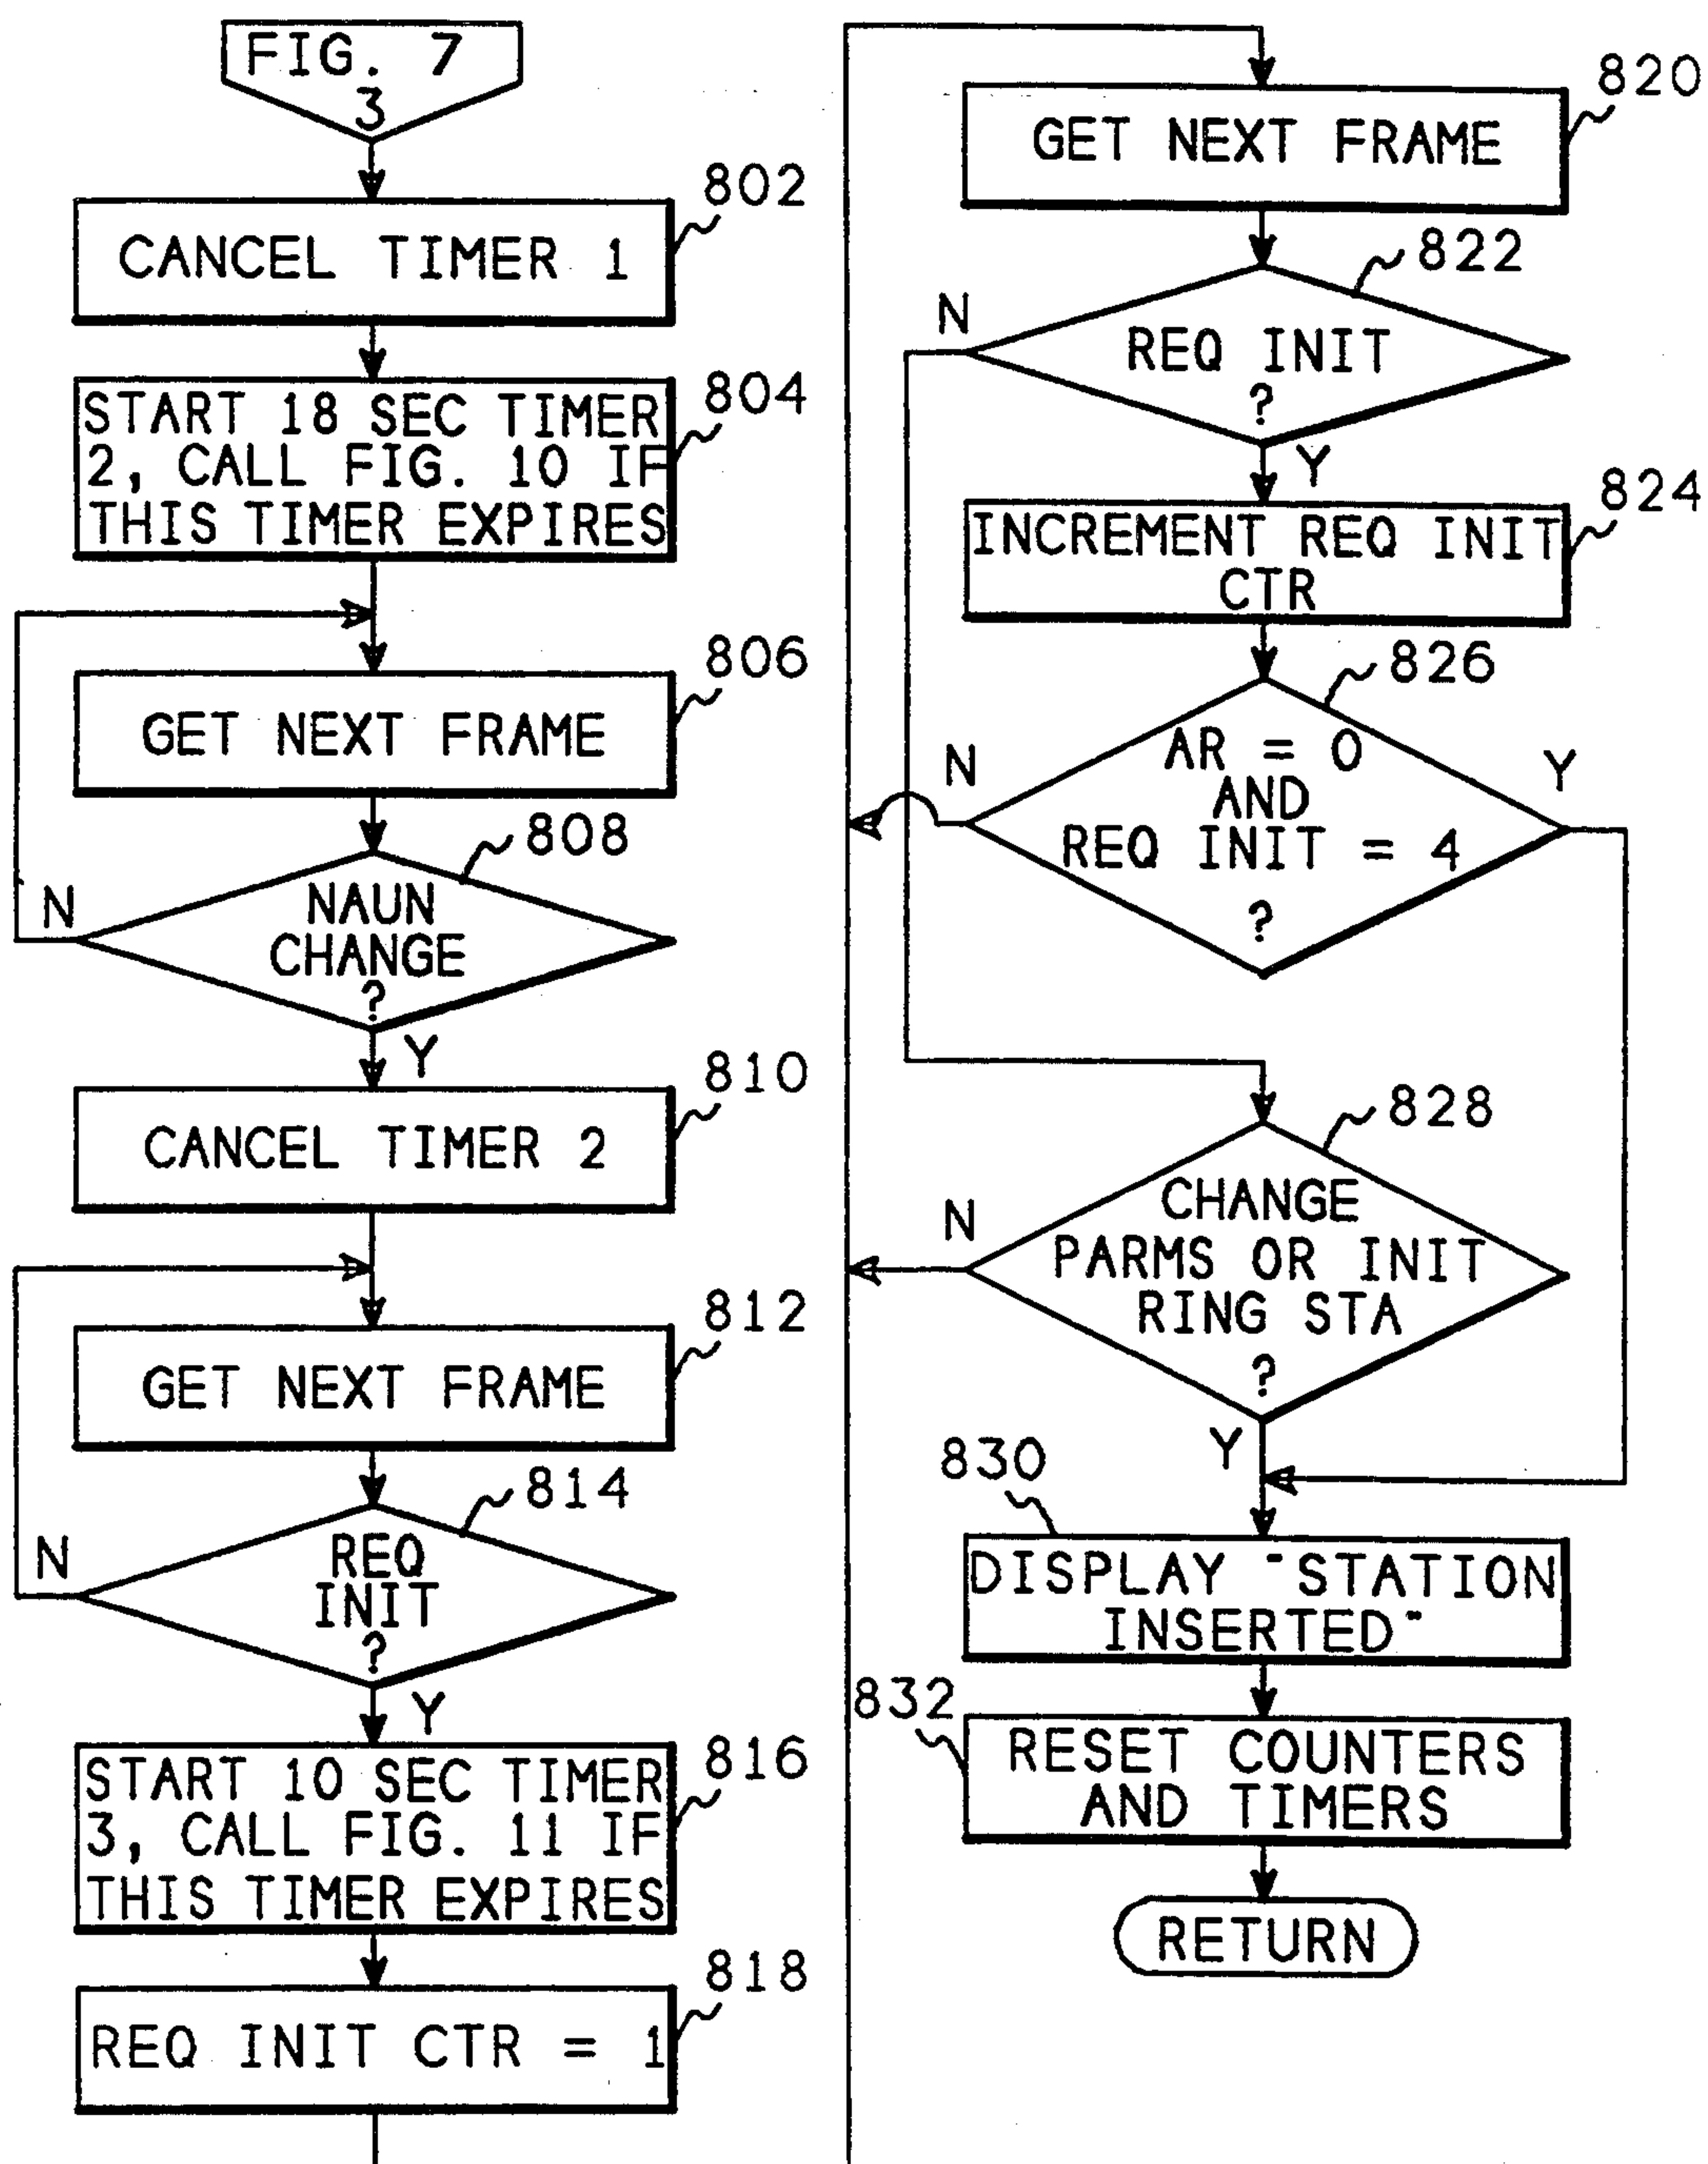 FIG. 7
3
802
CANCEL TIMER 1
804
START 18 SEC TIMER
2, CALL FIG. 10 IF
THIS TIMER EXPIRES
806
GET NEXT FRAME
808
NAUN
CHANGE
?
N
Y
810
CANCEL TIMER 2
812
GET NEXT FRAME
814
REQ
INIT
?
N
Y
816
START 10 SEC TIMER
3, CALL FIG. 11 IF
THIS TIMER EXPIRES
818
REQ INIT CTR = 1
820
GET NEXT FRAME
822
N
REQ INIT
?
Y
824
INCREMENT REQ INIT
CTR
826
N
AR = 0
AND
REQ INIT = 4
?
Y
828
N
CHANGE
PARMS OR INIT
RING STA
?
Y
830
DISPLAY "STATION
INSERTED"
832
RESET COUNTERS
AND TIMERS
RETURN